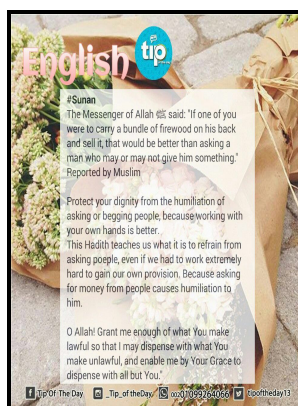 English
tip
#Sunan
The Messenger of Allah ﷺ said: "If one of you
were to carry a bundle of firewood on his back
and sell it, that would be better than asking a
man who may or may not give him something."
Reported by Muslim
Protect your dignity from the humiliation of
asking or begging people, because working with
your own hands is better.
This Hadith teaches us what it is to refrain from
asking poeple, even if we had to work extremely
hard to gain our own provision. Because asking
for money from people causes humiliation to
him.
O Allah! Grant me enough of what You make
lawful so that I may dispense with what You
make unlawful, and enable me by Your Grace to
dispense with all but You."
Tip Of The Day _Tip_of theDay/ 00201099264066 tipoftheday13